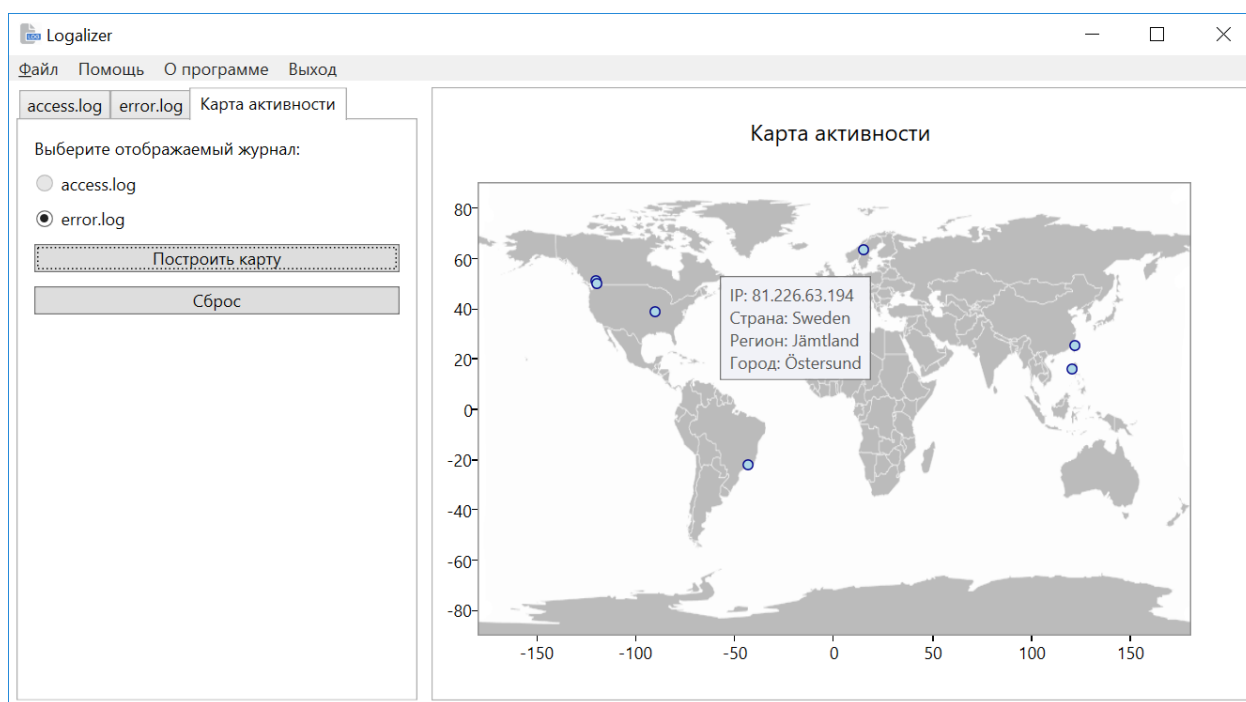 Logalizer
Файл Помощь О программе Выход
access.log error.log Карта активности
Выберите отображаемый журнал:
access.log
error.log
Построить карту
Сброс
Карта активности
80
60
40
20
0
-20
-40
-60
-80
-150 -100 -50 0 50 100 150
IP: 81.226.63.194
Страна: Sweden
Регион: Jämtland
Город: Östersund